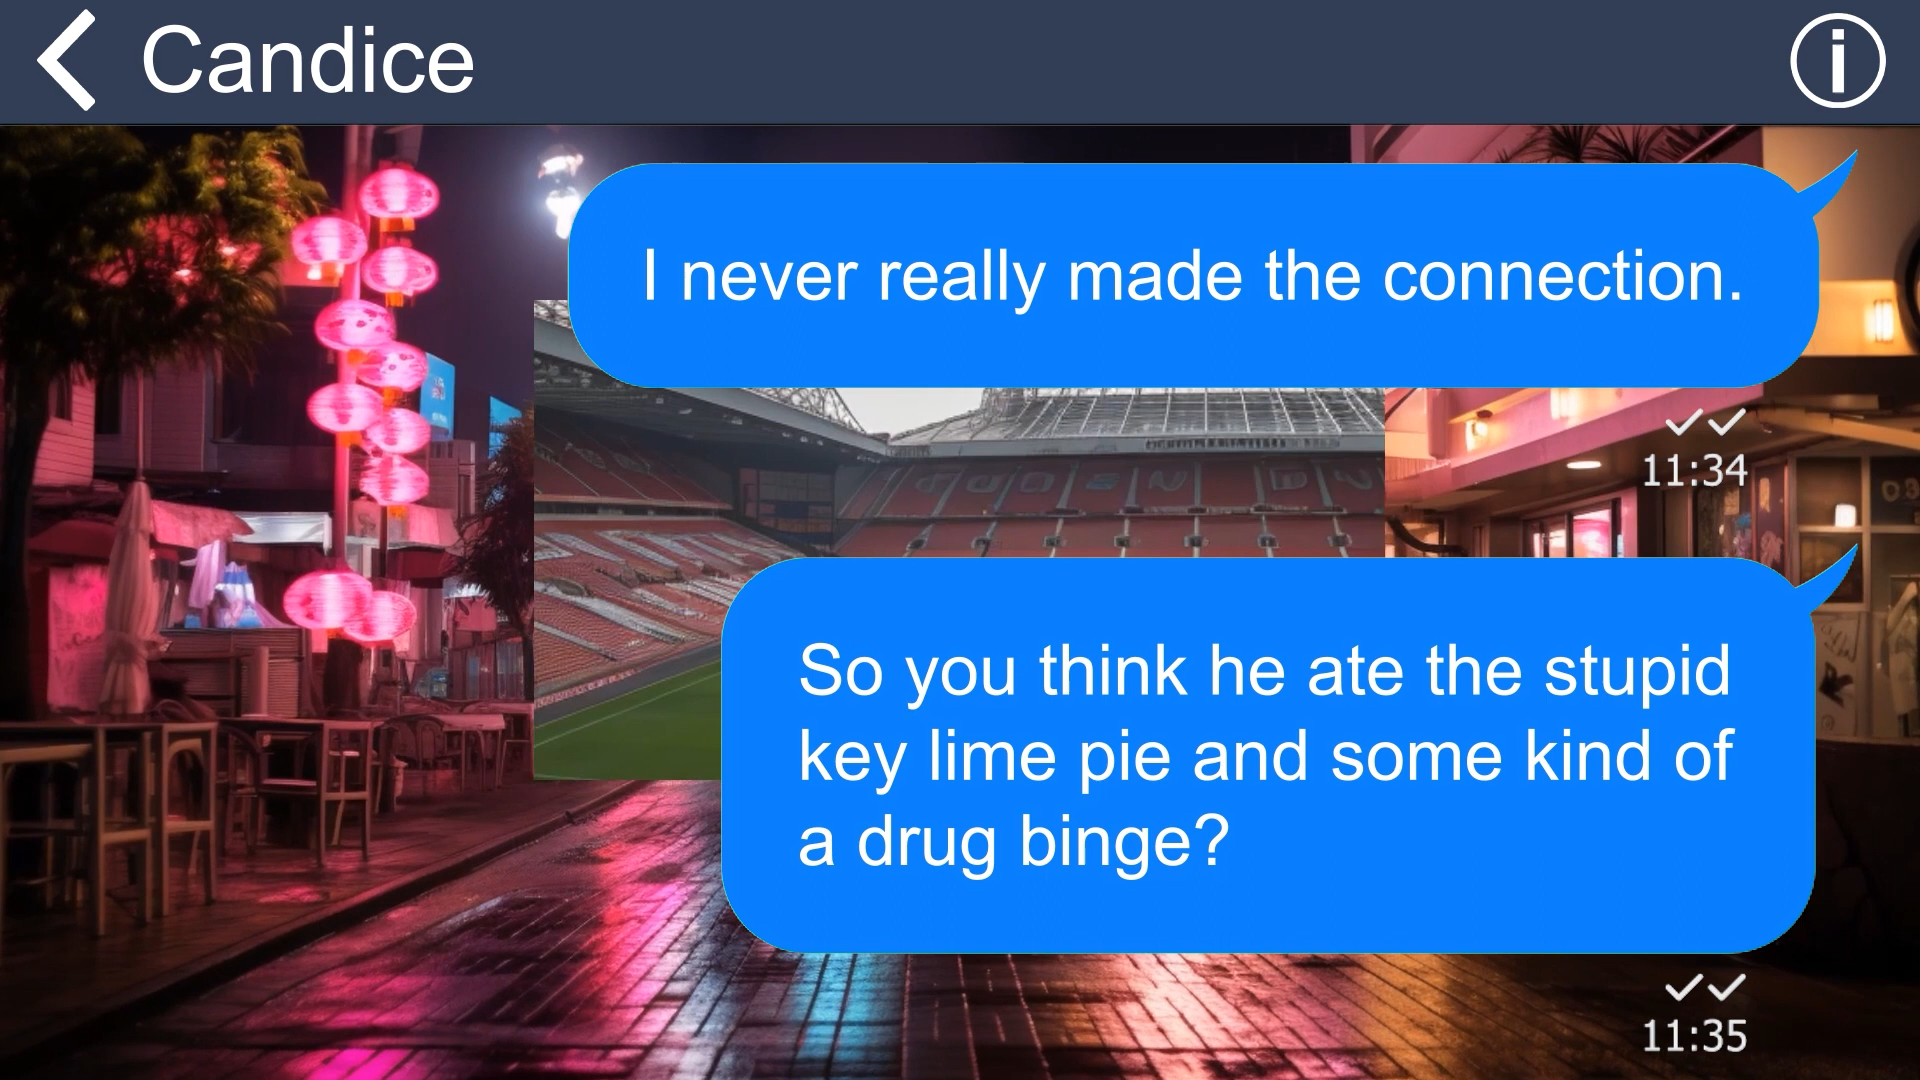 Candice
I never really made the connection.
11:34
So you think he ate the stupid
key lime pie and some kind of
a drug binge?
11:35